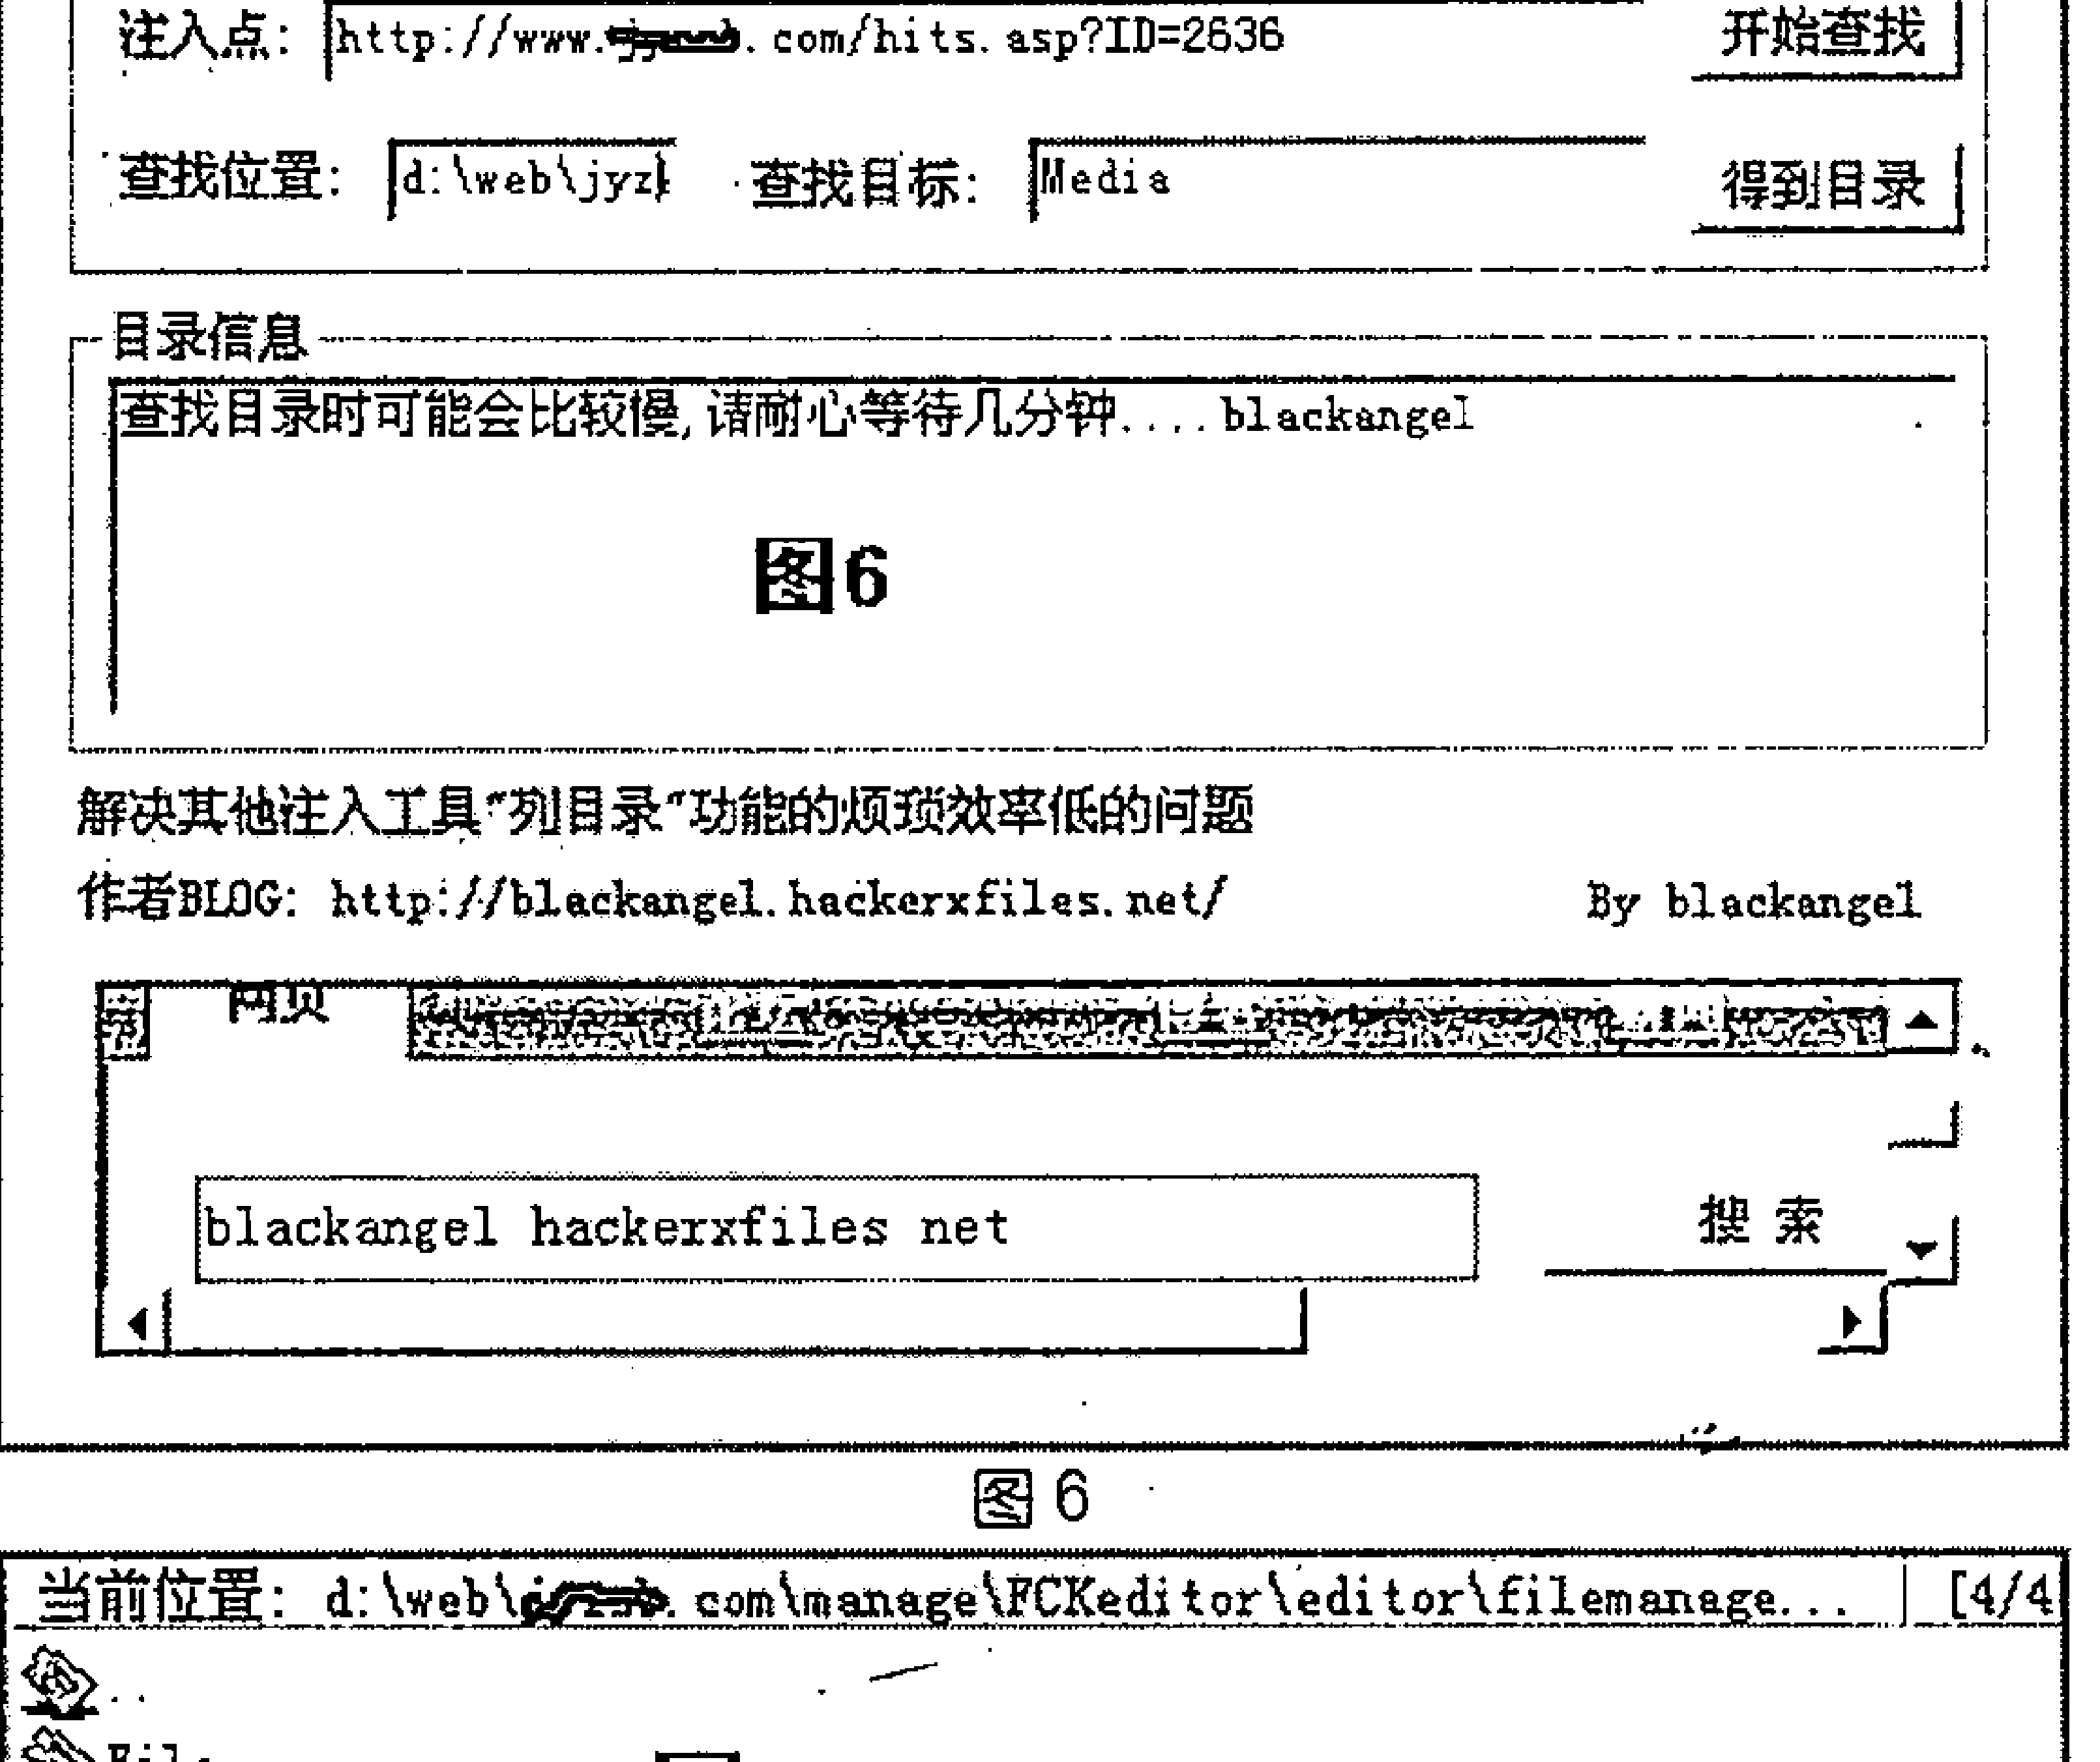 注入点: http://www. .com/hits.asp?ID=2636 开始查找
查找位置: d:\web\jyz 查找目标: Media 得到目录
目录信息
查找目录时可能会比较慢,请耐心等待几分钟....blackangel
图6
解决其他注入工具"列目录"功能的烦琐效率低的问题
作者BLOG: http://blackangel.hackerxfiles.net/ By blackangel
网页
blackangel hackerxfiles net 搜 索
图 6
当前位置: d:\web\ .com\manage\FCKeditor\editor\filemanage... [4/4
..